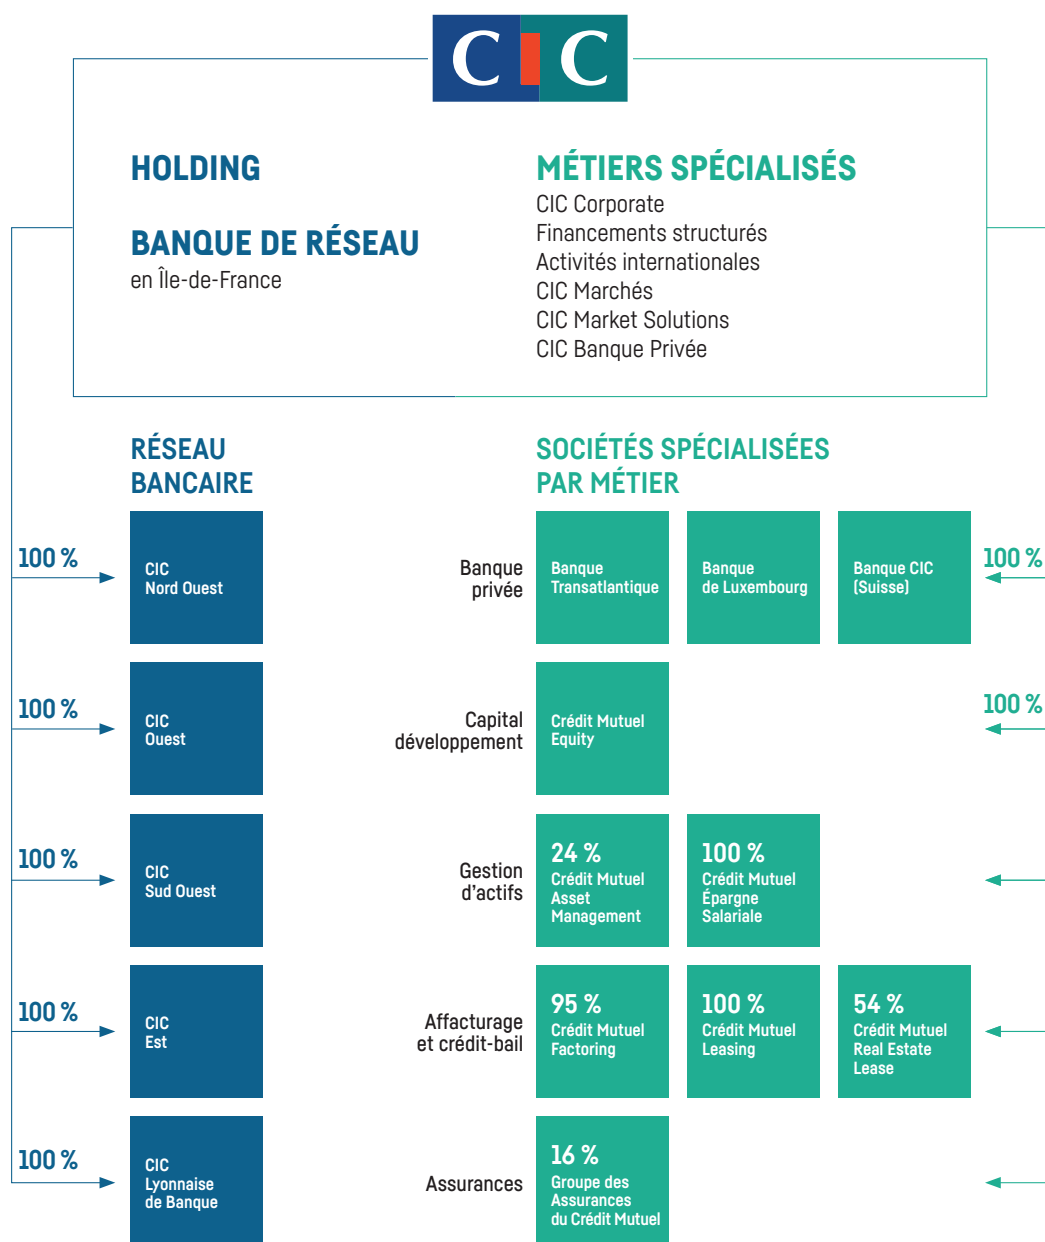 CIC
HOLDING
BANQUE DE RÉSEAU
en Île-de-France
MÉTIERS SPÉCIALISÉS
CIC Corporate
Financements structurés
Activités internationales
CIC Marchés
CIC Market Solutions
CIC Banque Privée
RÉSEAU
BANCAIRE
100 %
CIC
Nord Ouest
100 %
CIC
Ouest
100 %
CIC
Sud Ouest
100 %
CIC
Est
100 %
CIC
Lyonnaise
de Banque
SOCIÉTÉS SPÉCIALISÉES
PAR MÉTIER
Banque
privée
Banque
Transatlantique
Banque
de Luxembourg
Banque CIC
(Suisse)
100 %
Capital
développement
Crédit Mutuel
Equity
100 %
Gestion
d'actifs
24 %
Crédit Mutuel
Asset
Management
100 %
Crédit Mutuel
Épargne
Salariale
Affacturage
et crédit-bail
95 %
Crédit Mutuel
Factoring
100 %
Crédit Mutuel
Leasing
54 %
Crédit Mutuel
Real Estate
Lease
Assurances
16 %
Groupe des
Assurances
du Crédit Mutuel